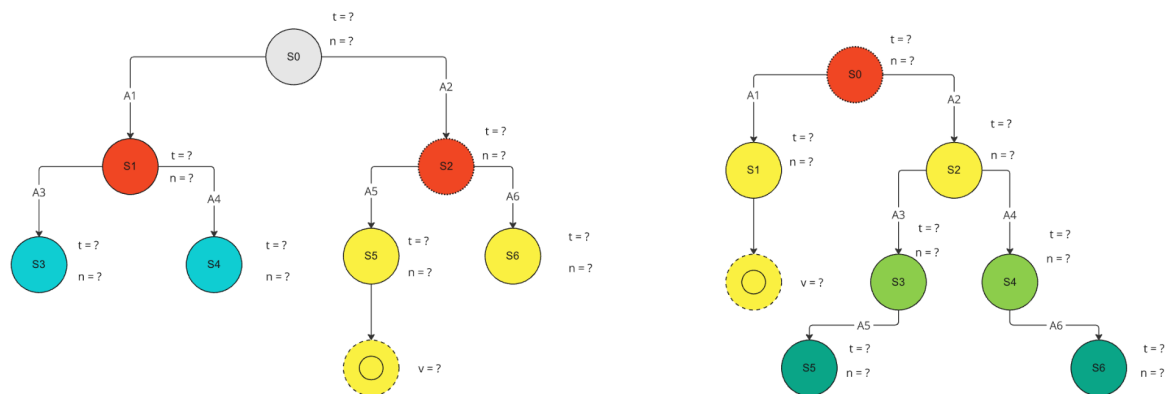 t = ?
n = ?
S0
A1
A2
t = ?
n = ?
S1
t = ?
n = ?
S2
A3
A4
A5
A6
t = ?
n = ?
S3
t = ?
n = ?
S4
t = ?
n = ?
S5
t = ?
n = ?
S6
v = ?
t = ?
n = ?
S0
A1
A2
t = ?
n = ?
S1
t = ?
n = ?
S2
A3
A4
t = ?
n = ?
S3
t = ?
n = ?
S4
v = ?
A5
A6
t = ?
n = ?
S5
t = ?
n = ?
S6